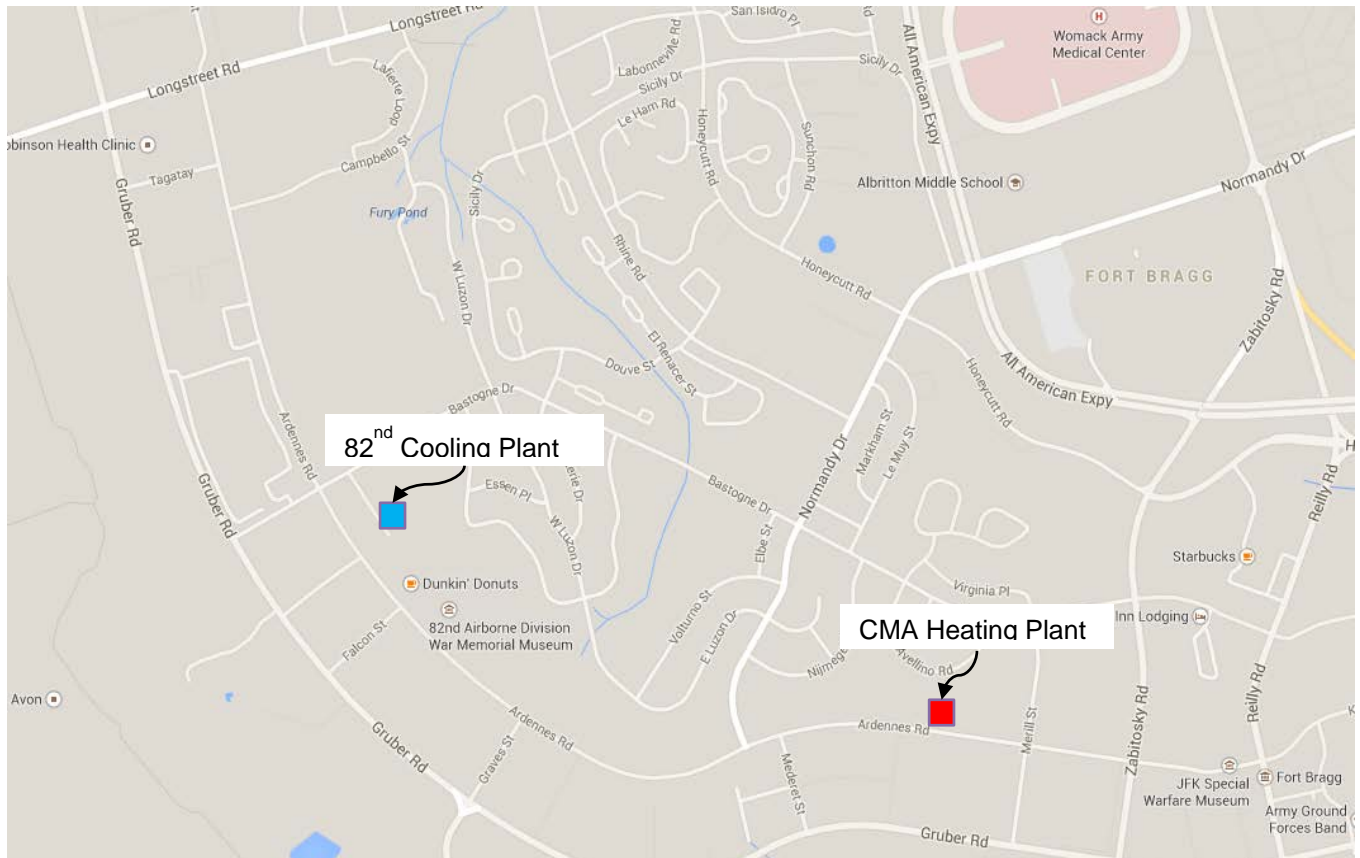 Longstreet Rd
San Isidro Pl
Womack Army
Medical Center
H
Longstreet Rd
Lafiere Loop
Labonneville Rd
Sicily Dr
Sicily Dr
All American Expy
Le Ham Rd
Honeycutt Rd
Sunchon Rd
obinson Health Clinic
Campbello St
Tagatay
Gruber Rd
Normandy Dr
Albritton Middle School
Fury Pond
Sicily Dr
Rhine Rd
W Luzon Dr
Honeycutt Rd
FORT BRAGG
Zabitosky Rd
El Renacer St
Douve St
All American Expy
Honeycutt Rd
Bastogne Dr
Ardennes Rd
82nd Cooling Plant
Markham St
Le Muy St
Normandy Dr
H
Reilly Rd
Essen Pl
erie Dr
Bastogne Dr
Gruber Rd
W Luzon Dr
Elbe St
Starbucks
Dunkin' Donuts
Virginia Pl
82nd Airborne Division
War Memorial Museum
Falcon St
Volturno St
E Luzon Dr
CMA Heating Plant
Inn Lodging
Nijmege
Avellino Rd
Avon
Ardennes Rd
Ardennes Rd
Merill St
Zabitosky Rd
Reilly Rd
K
Gruber Rd
Graves St
Mederet St
JFK Special
Warfare Museum
Fort Bragg
Army Ground
Forces Band
Gruber Rd